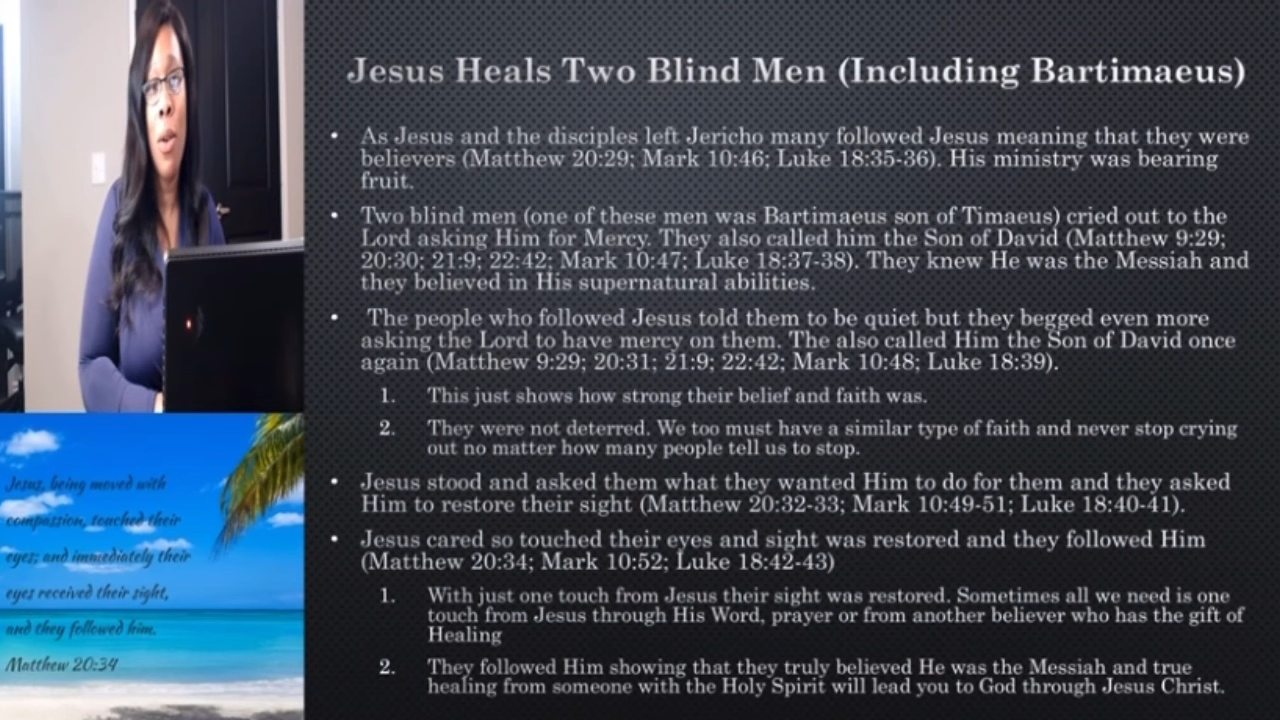 Jesus Heals Two Blind Men (Including Bartimaeus)
• As Jesus and the disciples left Jericho many followed Jesus meaning that they were
believers (Matthew 20:29; Mark 10:46; Luke 18:35-36). His ministry was bearing
fruit.
• Two blind men (one of these men was Bartimaeus son of Timaeus) cried out to the
Lord asking Him for Mercy. They also called him the Son of David (Matthew 9:29;
20:30; 21:9; 22:42; Mark 10:47; Luke 18:37-38). They knew He was the Messiah and
they believed in His supernatural abilities.
• The people who followed Jesus told them to be quiet but they begged even more
asking the Lord to have mercy on them. The also called Him the Son of David once
again (Matthew 9:29; 20:31; 21:9; 22:42; Mark 10:48; Luke 18:39).
1. This just shows how strong their belief and faith was.
2. They were not deterred. We too must have a similar type of faith and never stop crying
out no matter how many people tell us to stop.
• Jesus stood and asked them what they wanted Him to do for them and they asked
Him to restore their sight (Matthew 20:32-33; Mark 10:49-51; Luke 18:40-41).
• Jesus cared so touched their eyes and sight was restored and they followed Him
(Matthew 20:34; Mark 10:52; Luke 18:42-43)
1. With just one touch from Jesus their sight was restored. Sometimes all we need is one
touch from Jesus through His Word, prayer or from another believer who has the gift of
Healing
2. They followed Him showing that they truly believed He was the Messiah and true
healing from someone with the Holy Spirit will lead you to God through Jesus Christ.
Jesus, being moved with
compassion, touched their
eyes; and immediately their
eyes received their sight,
and they followed him.
Matthew 20:34